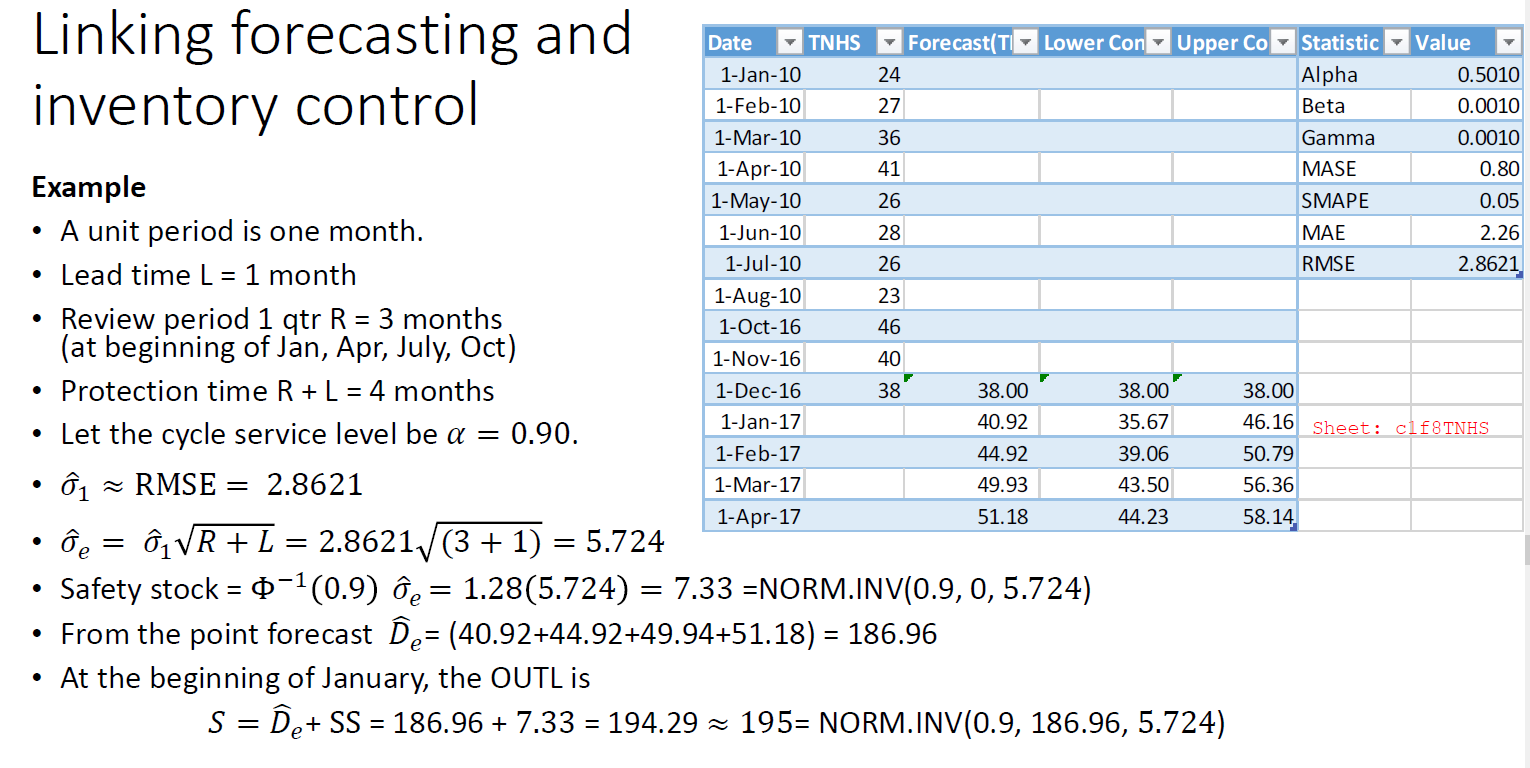 Linking forecasting and
inventory control
Example
• A unit period is one month.
• Lead time L = 1 month
• Review period 1 qtr R = 3 months
(at beginning of Jan, Apr, July, Oct)
• Protection time R + L = 4 months
• Let the cycle service level be α = 0.90.
• σ̂₁ ≈ RMSE = 2.8621
• σ̂ₑ = σ̂₁√(R + L) = 2.8621√(3 + 1) = 5.724
• Safety stock = Φ⁻¹(0.9) σ̂ₑ = 1.28(5.724) = 7.33 =NORM.INV(0.9, 0, 5.724)
• From the point forecast D̂ₑ= (40.92+44.92+49.94+51.18) = 186.96
• At the beginning of January, the OUTL is
S = D̂ₑ+ SS = 186.96 + 7.33 = 194.29 ≈ 195= NORM.INV(0.9, 186.96, 5.724)
Date TNHS Forecast(T Lower Con Upper Co Statistic Value
1-Jan-10 24 Alpha 0.5010
1-Feb-10 27 Beta 0.0010
1-Mar-10 36 Gamma 0.0010
1-Apr-10 41 MASE 0.80
1-May-10 26 SMAPE 0.05
1-Jun-10 28 MAE 2.26
1-Jul-10 26 RMSE 2.8621
1-Aug-10 23
1-Oct-16 46
1-Nov-16 40
1-Dec-16 38 38.00 38.00 38.00
1-Jan-17 40.92 35.67 46.16 Sheet: c1f8TNHS
1-Feb-17 44.92 39.06 50.79
1-Mar-17 49.93 43.50 56.36
1-Apr-17 51.18 44.23 58.14